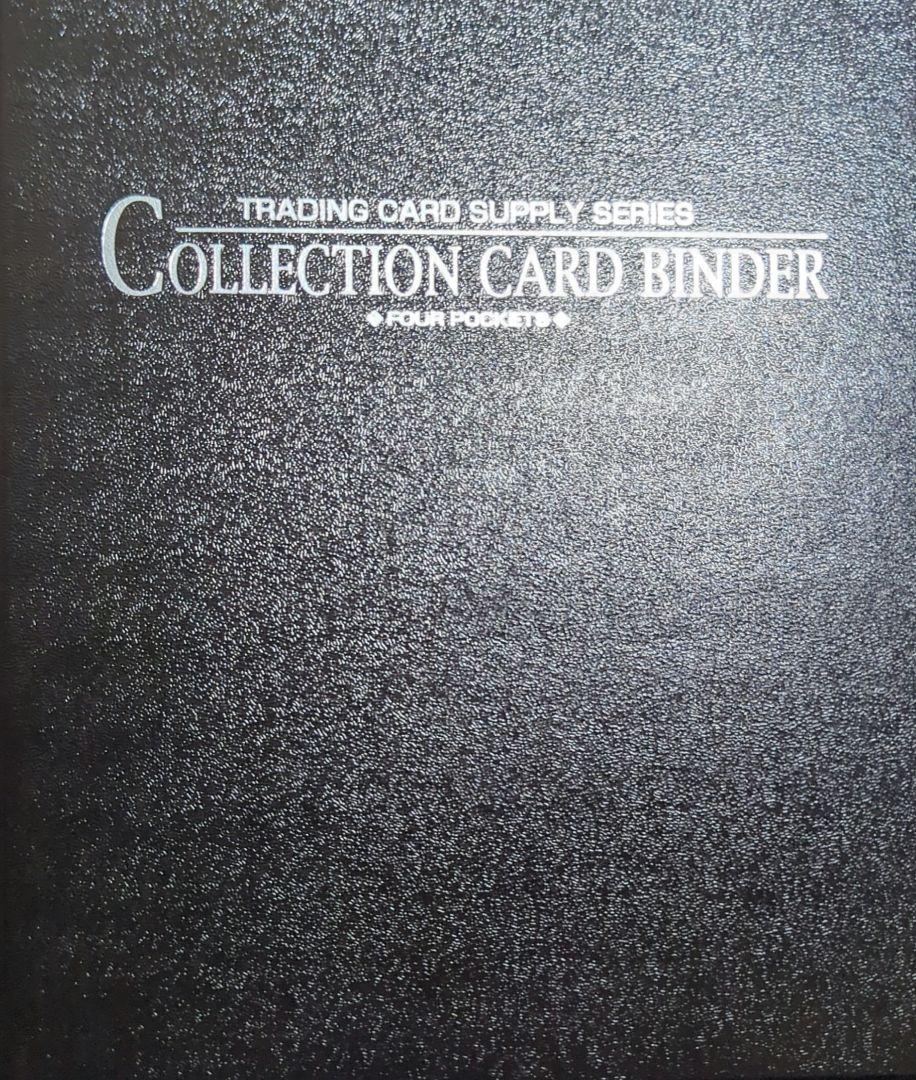 TRADING CARD SUPPLY SERIES
COLLECTION CARD BINDER
◆ FOUR POCKETS ◆